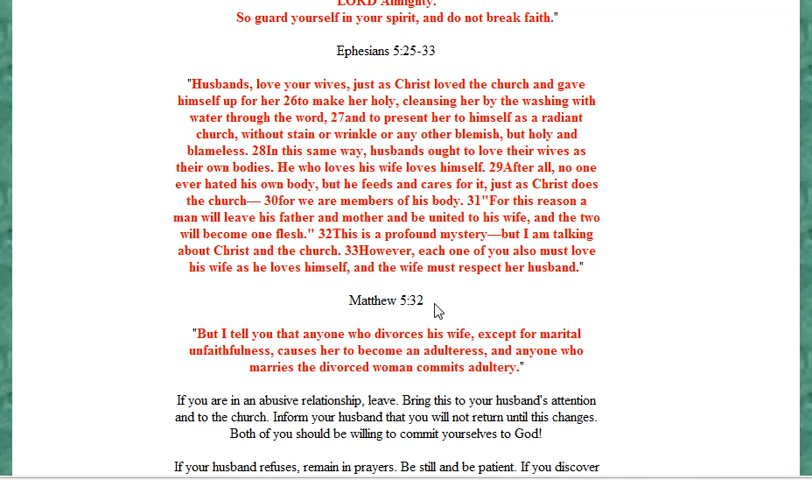 LORD Almighty.
So guard yourself in your spirit, and do not break faith."
Ephesians 5:25-33
"Husbands, love your wives, just as Christ loved the church and gave
himself up for her 26to make her holy, cleansing her by the washing with
water through the word, 27and to present her to himself as a radiant
church, without stain or wrinkle or any other blemish, but holy and
blameless. 28In this same way, husbands ought to love their wives as
their own bodies. He who loves his wife loves himself. 29After all, no one
ever hated his own body, but he feeds and cares for it, just as Christ does
the church— 30for we are members of his body. 31"For this reason a
man will leave his father and mother and be united to his wife, and the two
will become one flesh." 32This is a profound mystery—but I am talking
about Christ and the church. 33However, each one of you also must love
his wife as he loves himself, and the wife must respect her husband."
Matthew 5:32
"But I tell you that anyone who divorces his wife, except for marital
unfaithfulness, causes her to become an adulteress, and anyone who
marries the divorced woman commits adultery."
If you are in an abusive relationship, leave. Bring this to your husband's attention
and to the church. Inform your husband that you will not return until this changes.
Both of you should be willing to commit yourselves to God!
If your husband refuses, remain in prayers. Be still and be patient. If you discover